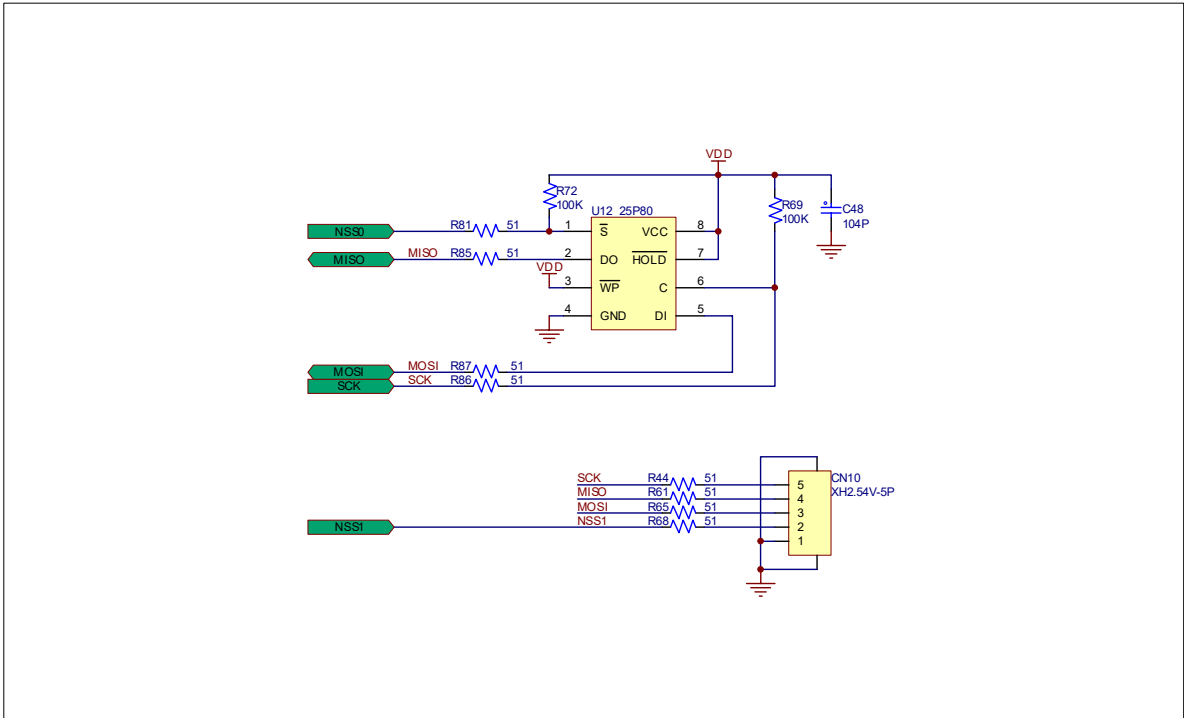 VDD
R72
100K
R69
100K
C48
104P
U12 25P80
NSS0 R81 51 1 S VCC 8
MISO MISO R85 51 2 DO HOLD 7
VDD
3 WP C 6
4 GND DI 5
MOSI MOSI R87 51
SCK SCK R86 51
CN10
XH2.54V-5P
SCK R44 51 5
MISO R61 51 4
MOSI R65 51 3
NSS1 NSS1 R68 51 2
1